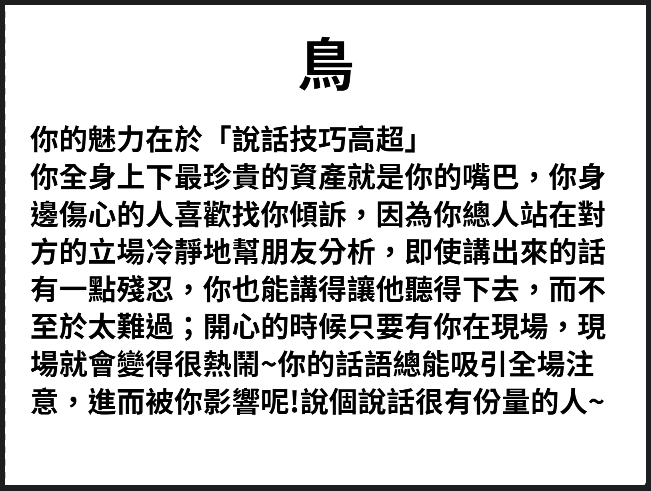 鳥
你的魅力在於「說話技巧高超」
你全身上下最珍貴的資產就是你的嘴巴，你身
邊傷心的人喜歡找你傾訴，因為你總人站在對
方的立場冷靜地幫朋友分析，即使講出來的話
有一點殘忍，你也能講得讓他聽得下去，而不
至於太難過；開心的時候只要有你在現場，現
場就會變得很熱鬧~你的話語總能吸引全場注
意，進而被你影響呢!說個說話很有份量的人~